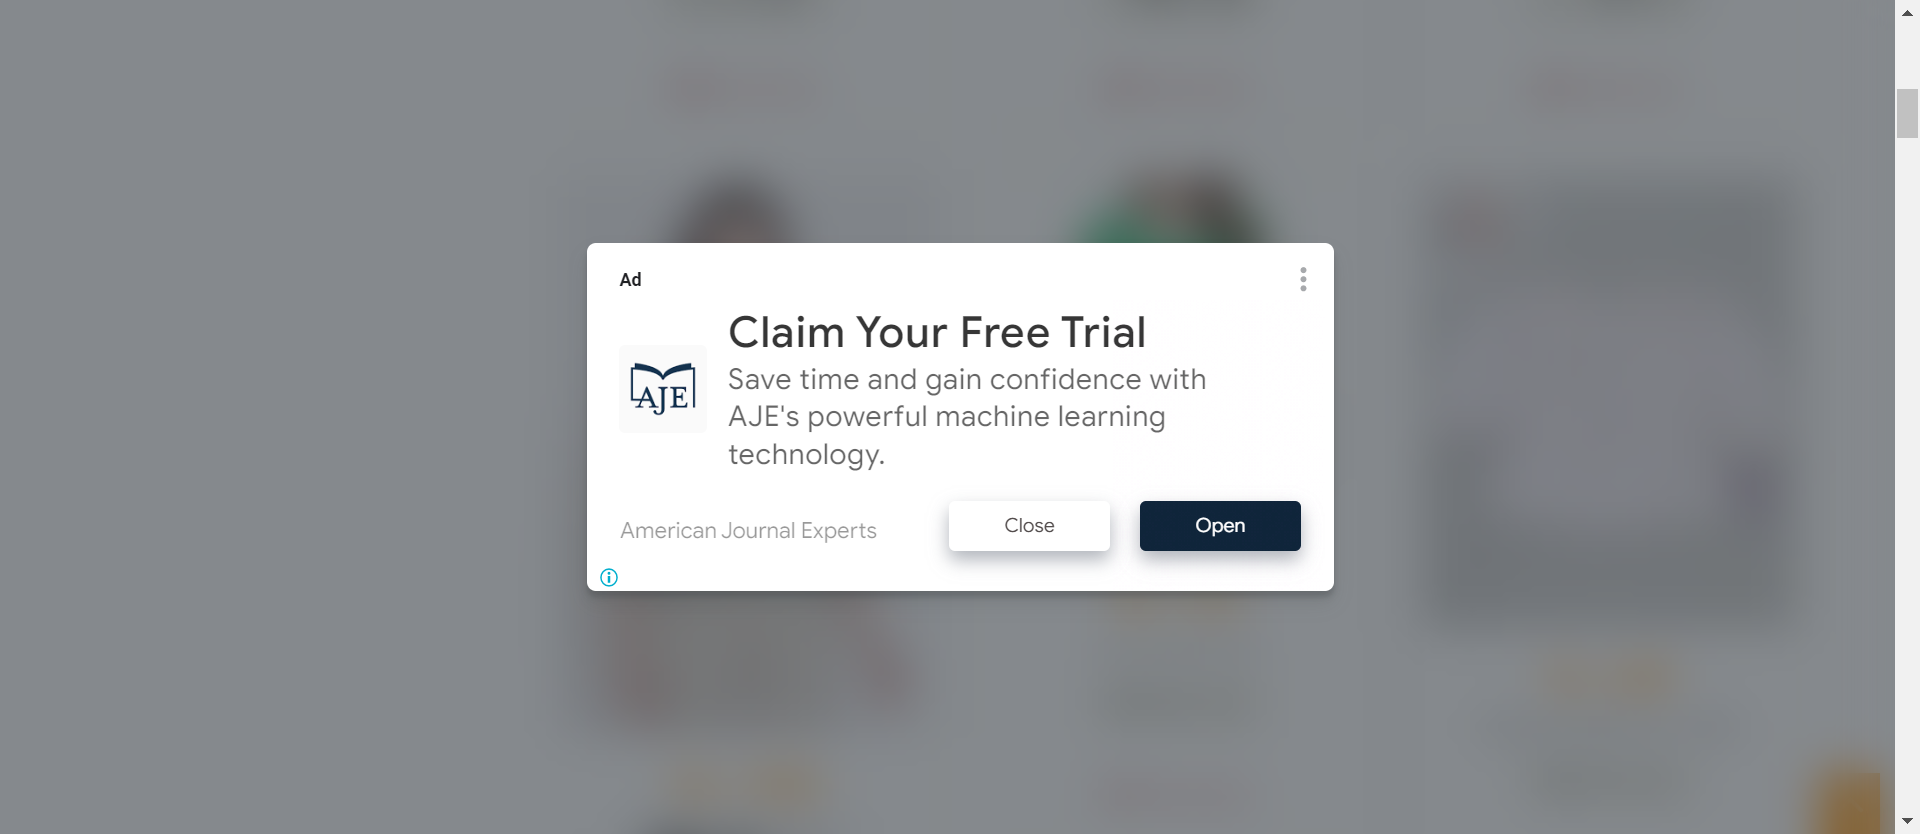 Ad
Claim Your Free Trial
AJE
Save time and gain confidence with
AJE's powerful machine learning
technology.
American Journal Experts
Close
Open